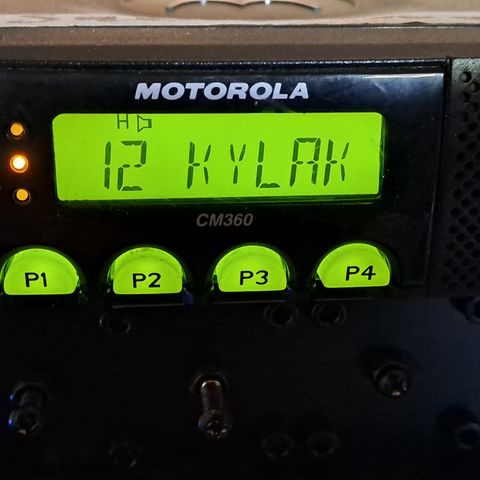 MOTOROLA
H
12 KYLAK
CM360
P1 P2 P3 P4